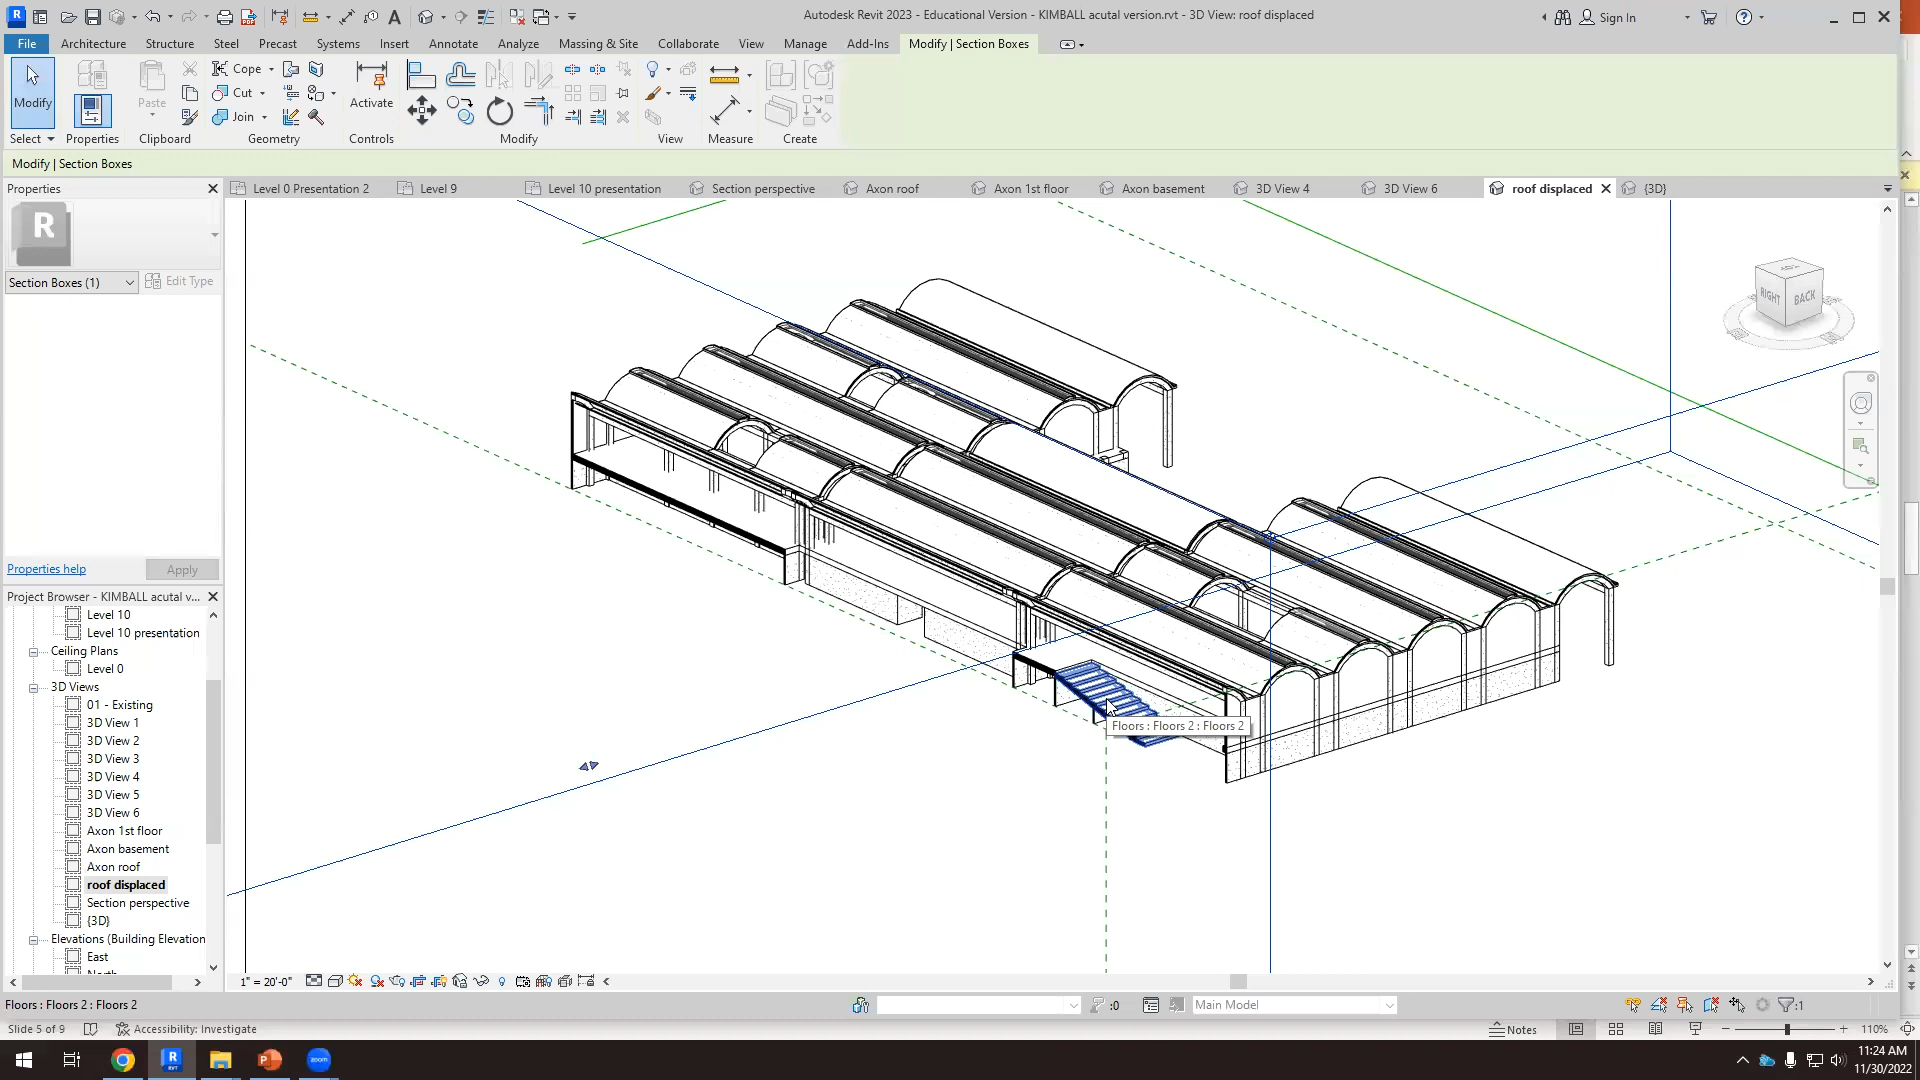 Autodesk Revit 2023 - Educational Version - KIMBALL acutal version.rvt - 3D View: roof displaced
Sign In
File Architecture Structure Steel Precast Systems Insert Annotate Analyze Massing & Site Collaborate View Manage Add-Ins Modify | Section Boxes
Modify
Paste
Cope
Cut
Join
Activate
Select Properties Clipboard Geometry Controls Modify View Measure Create
Modify | Section Boxes
Properties
Level 0 Presentation 2 Level 9 Level 10 presentation Section perspective Axon roof Axon 1st floor Axon basement 3D View 4 3D View 6 roof displaced {3D}
R
Section Boxes (1) Edit Type
RIGHT BACK
Properties help Apply
Project Browser - KIMBALL acutal v...
Level 10
Level 10 presentation
Ceiling Plans
Level 0
3D Views
01 - Existing
3D View 1
3D View 2
3D View 3
3D View 4
3D View 5
3D View 6
Axon 1st floor
Axon basement
Axon roof
roof displaced
Section perspective
{3D}
Elevations (Building Elevation
East
Floors : Floors 2 : Floors 2
1" = 20'-0"
Floors : Floors 2 : Floors 2 :0 Main Model :1
Slide 5 of 9 Accessibility: Investigate Notes 110%
11:24 AM
11/30/2022